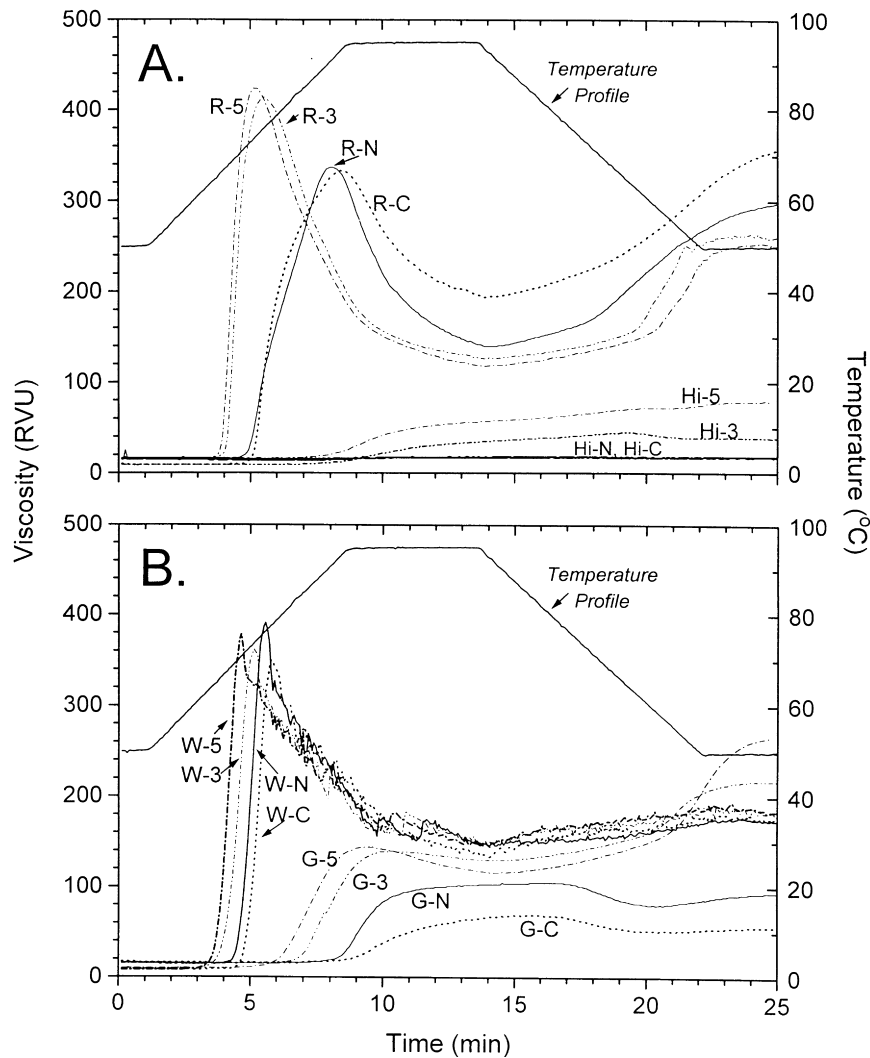 500
400
300
200
100
0
100
80
60
40
20
0
A.
Temperature
Profile
R-5
R-3
R-N
R-C
Hi-5
Hi-3
Hi-N, Hi-C
Viscosity (RVU)
Temperature (°C)
500
400
300
200
100
0
100
80
60
40
20
0
B.
Temperature
Profile
W-5
W-3
W-N
W-C
G-5
G-3
G-N
G-C
0 5 10 15 20 25
Time (min)